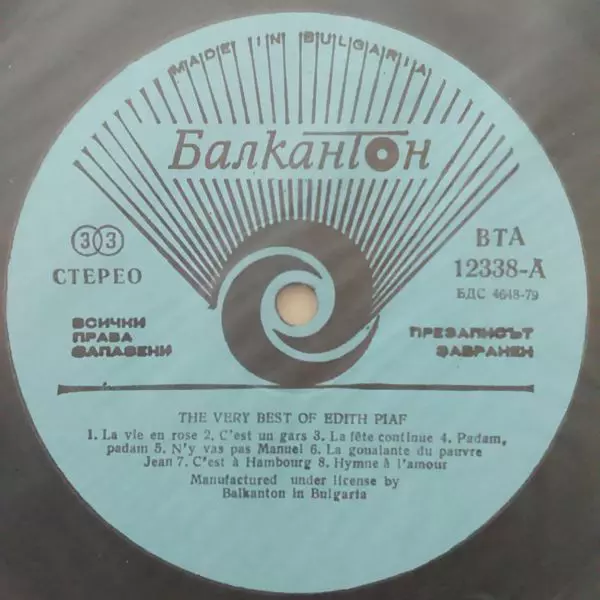 MADE IN BULGARIA
Балкантон
33
СТЕРЕО
ВТА
12338-А
БДС 4648-79
ВСИЧКИ
ПРАВА
ЗАПАЗЕНИ
ПРЕЗАПИСЪТ
ЗАБРАНЕН
THE VERY BEST OF EDITH PIAF
1. La vie en rose 2. C'est un gars 3. La fête continue 4. Padam,
padam 5. N'y vas pas Manuel 6. La goualante du pauvre
Jean 7. C'est à Hambourg 8. Hymne à l'amour
Manufactured under license by
Balkanton in Bulgaria